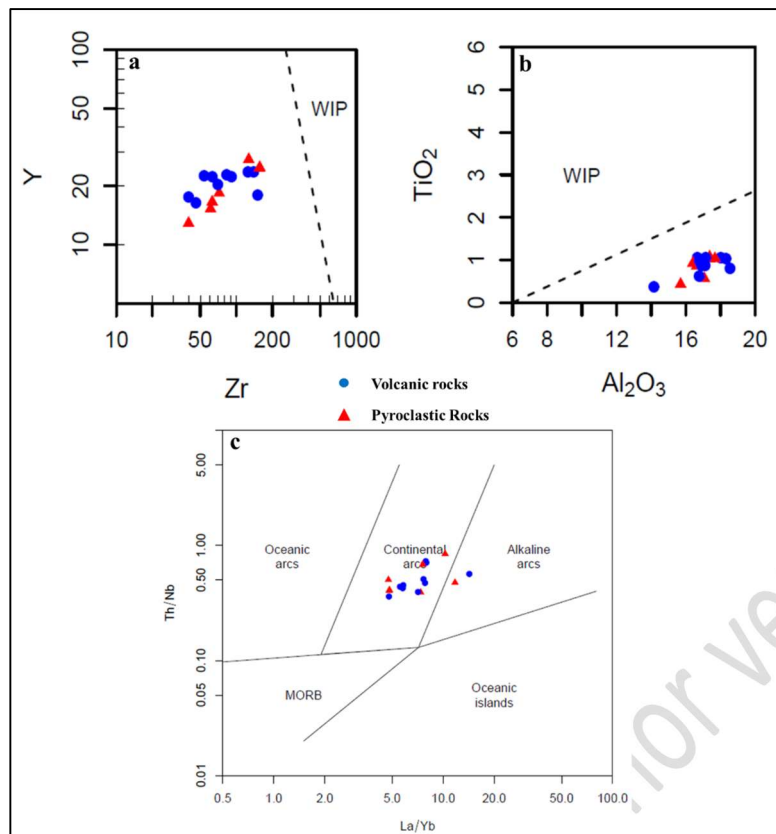 a
WIP
Y
100
50
20
10
10 50 200 1000
Zr
b
WIP
TiO2
6
5
4
3
2
1
0
6 8 12 16 20
Al2O3
Volcanic rocks
Pyroclastic Rocks
c
Oceanic
arcs
Continental
arcs
Alkaline
arcs
MORB
Oceanic
islands
Th/Nb
5.00
1.00
0.50
0.10
0.05
0.01
0.5 1.0 2.0 5.0 10.0 20.0 50.0 100.0
La/Yb